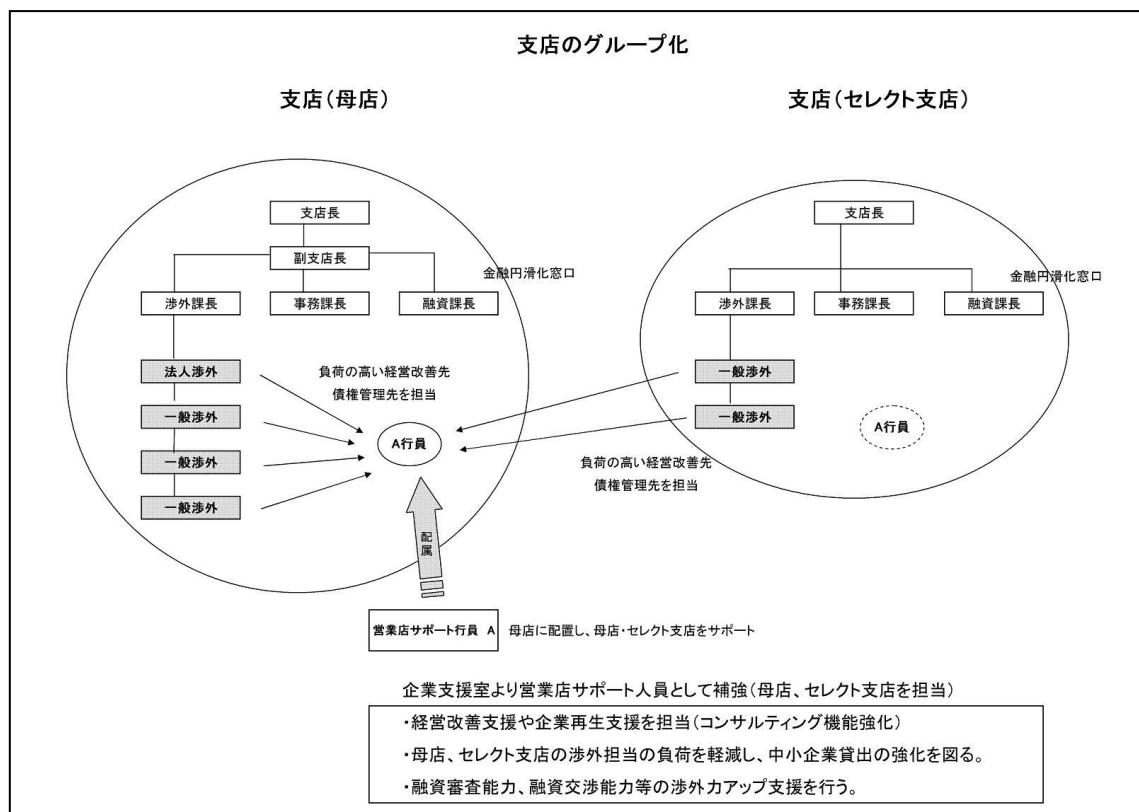 支店のグループ化
支店(母店)
支店(セレクト支店)
支店長
副支店長
金融円滑化窓口
渉外課長
事務課長
融資課長
法人渉外
一般渉外
一般渉外
一般渉外
負荷の高い経営改善先
債権管理先を担当
A行員
配属
支店長
金融円滑化窓口
渉外課長
事務課長
融資課長
一般渉外
一般渉外
A行員
負荷の高い経営改善先
債権管理先を担当
営業店サポート行員 A
母店に配置し、母店・セレクト支店をサポート
企業支援室より営業店サポート人員として補強(母店、セレクト支店を担当)
・経営改善支援や企業再生支援を担当(コンサルティング機能強化)
・母店、セレクト支店の渉外担当の負荷を軽減し、中小企業貸出の強化を図る。
・融資審査能力、融資交渉能力等の渉外力アップ支援を行う。